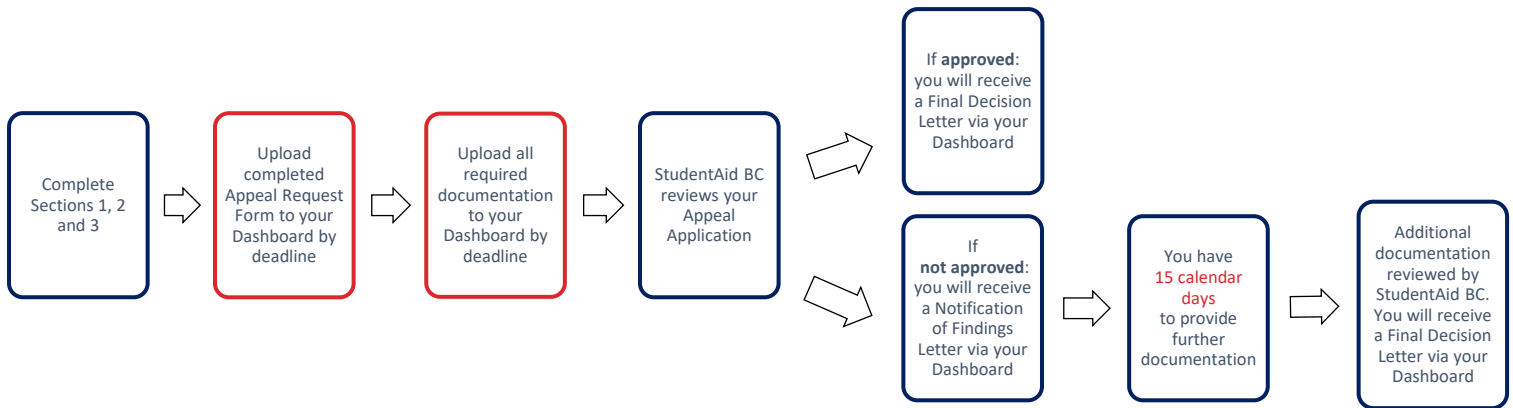 Complete
Sections 1, 2
and 3
Upload
completed
Appeal Request
Form to your
Dashboard by
deadline
Upload all
required
documentation
to your
Dashboard by
deadline
StudentAid BC
reviews your
Appeal
Application
If approved:
you will receive
a Final Decision
Letter via your
Dashboard
If
not approved:
you will receive
a Notification
of Findings
Letter via your
Dashboard
You have
15 calendar
days
to provide
further
documentation
Additional
documentation
reviewed by
StudentAid BC.
You will receive
a Final Decision
Letter via your
Dashboard